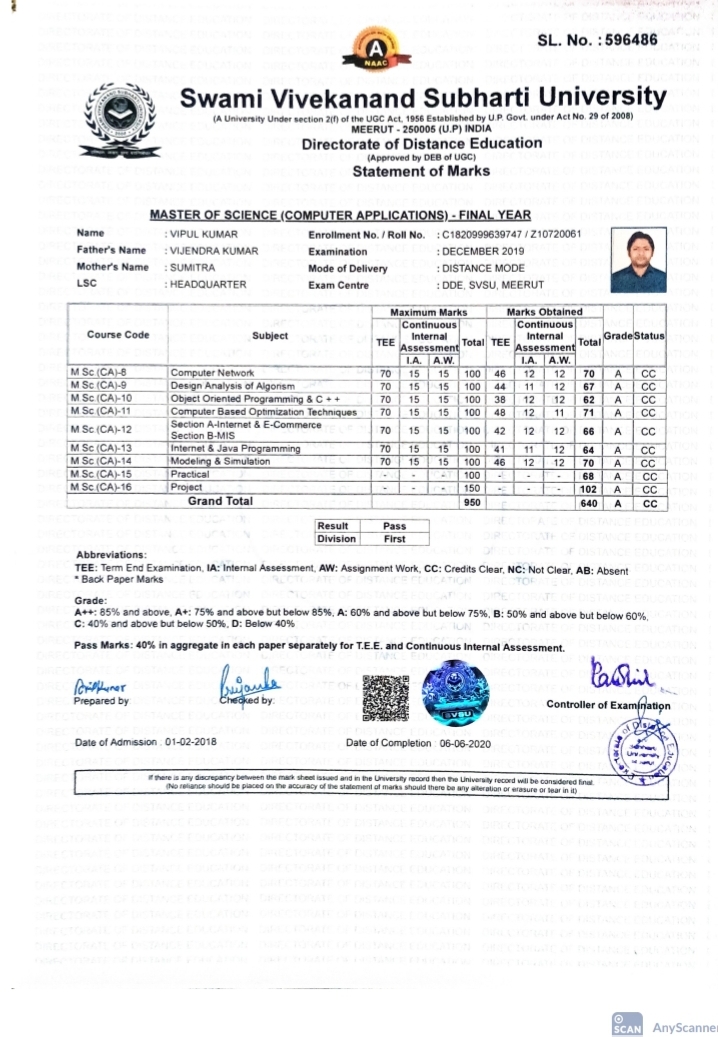 SL. No. : 596486
A
NAAC
Swami Vivekanand Subharti University
(A University Under section 2(f) of the UGC Act, 1956 Established by U.P. Govt. under Act No. 29 of 2008)
MEERUT - 250005 (U.P) INDIA
Directorate of Distance Education
(Approved by DEB of UGC)
Statement of Marks
MASTER OF SCIENCE (COMPUTER APPLICATIONS) - FINAL YEAR
Name : VIPUL KUMAR Enrollment No. / Roll No. : C1820999639747 / Z10720061
Father's Name : VIJENDRA KUMAR Examination : DECEMBER 2019
Mother's Name : SUMITRA Mode of Delivery : DISTANCE MODE
LSC : HEADQUARTER Exam Centre : DDE, SVSU, MEERUT
Maximum Marks Marks Obtained
Course Code Subject TEE Continuous Internal Assessment Total TEE Continuous Internal Assessment Total Grade Status
I.A. A.W. I.A. A.W.
M Sc (CA)-8 Computer Network 70 15 15 100 46 12 12 70 A CC
M Sc (CA)-9 Design Analysis of Algorism 70 15 15 100 44 11 12 67 A CC
M Sc (CA)-10 Object Oriented Programming & C + + 70 15 15 100 38 12 12 62 A CC
M Sc (CA)-11 Computer Based Optimization Techniques 70 15 15 100 48 12 11 71 A CC
M Sc (CA)-12 Section A-Internet & E-Commerce 70 15 15 100 42 12 12 66 A CC
Section B-MIS
M Sc (CA)-13 Internet & Java Programming 70 15 15 100 41 11 12 64 A CC
M Sc (CA)-14 Modeling & Simulation 70 15 15 100 46 12 12 70 A CC
M Sc (CA)-15 Practical - - - 100 - - - 68 A CC
M Sc (CA)-16 Project - - - 150 - - - 102 A CC
Grand Total 950 640 A CC
Result Pass
Division First
Abbreviations:
TEE: Term End Examination, IA: Internal Assessment, AW: Assignment Work, CC: Credits Clear, NC: Not Clear, AB: Absent
* Back Paper Marks
Grade:
A++: 85% and above, A+: 75% and above but below 85%, A: 60% and above but below 75%, B: 50% and above but below 60%,
C: 40% and above but below 50%, D: Below 40%
Pass Marks: 40% in aggregate in each paper separately for T.E.E. and Continuous Internal Assessment.
SVSU
Prepared by: Checked by: Controller of Examination
Date of Admission : 01-02-2018 Date of Completion : 06-06-2020
If there is any discrepancy between the mark sheet issued and in the University record then the University record will be considered final.
(No reliance should be placed on the accuracy of the statement of marks should there be any alteration or erasure or tear in it)
SCAN AnyScanner